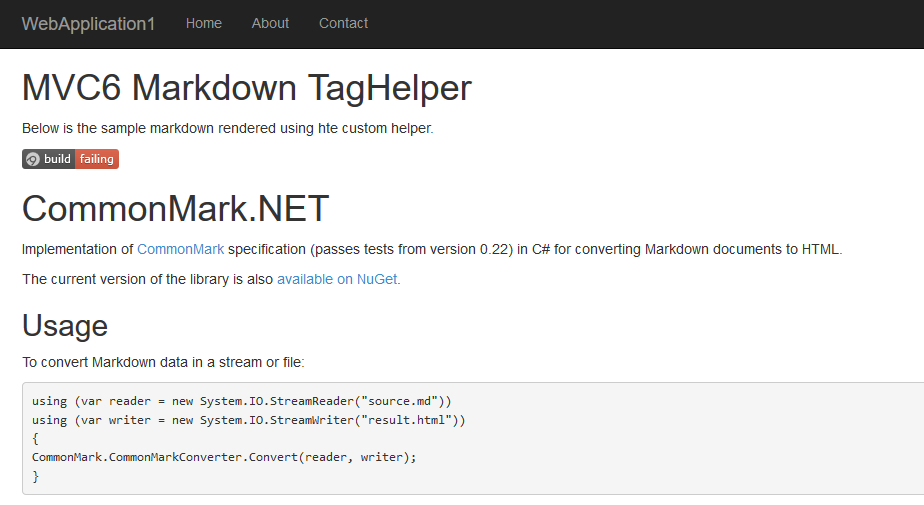 WebApplication1 Home About Contact
MVC6 Markdown TagHelper
Below is the sample markdown rendered using hte custom helper.
build failing
CommonMark.NET
Implementation of CommonMark specification (passes tests from version 0.22) in C# for converting Markdown documents to HTML.
The current version of the library is also available on NuGet.
Usage
To convert Markdown data in a stream or file:
using (var reader = new System.IO.StreamReader("source.md"))
using (var writer = new System.IO.StreamWriter("result.html"))
{
CommonMark.CommonMarkConverter.Convert(reader, writer);
}